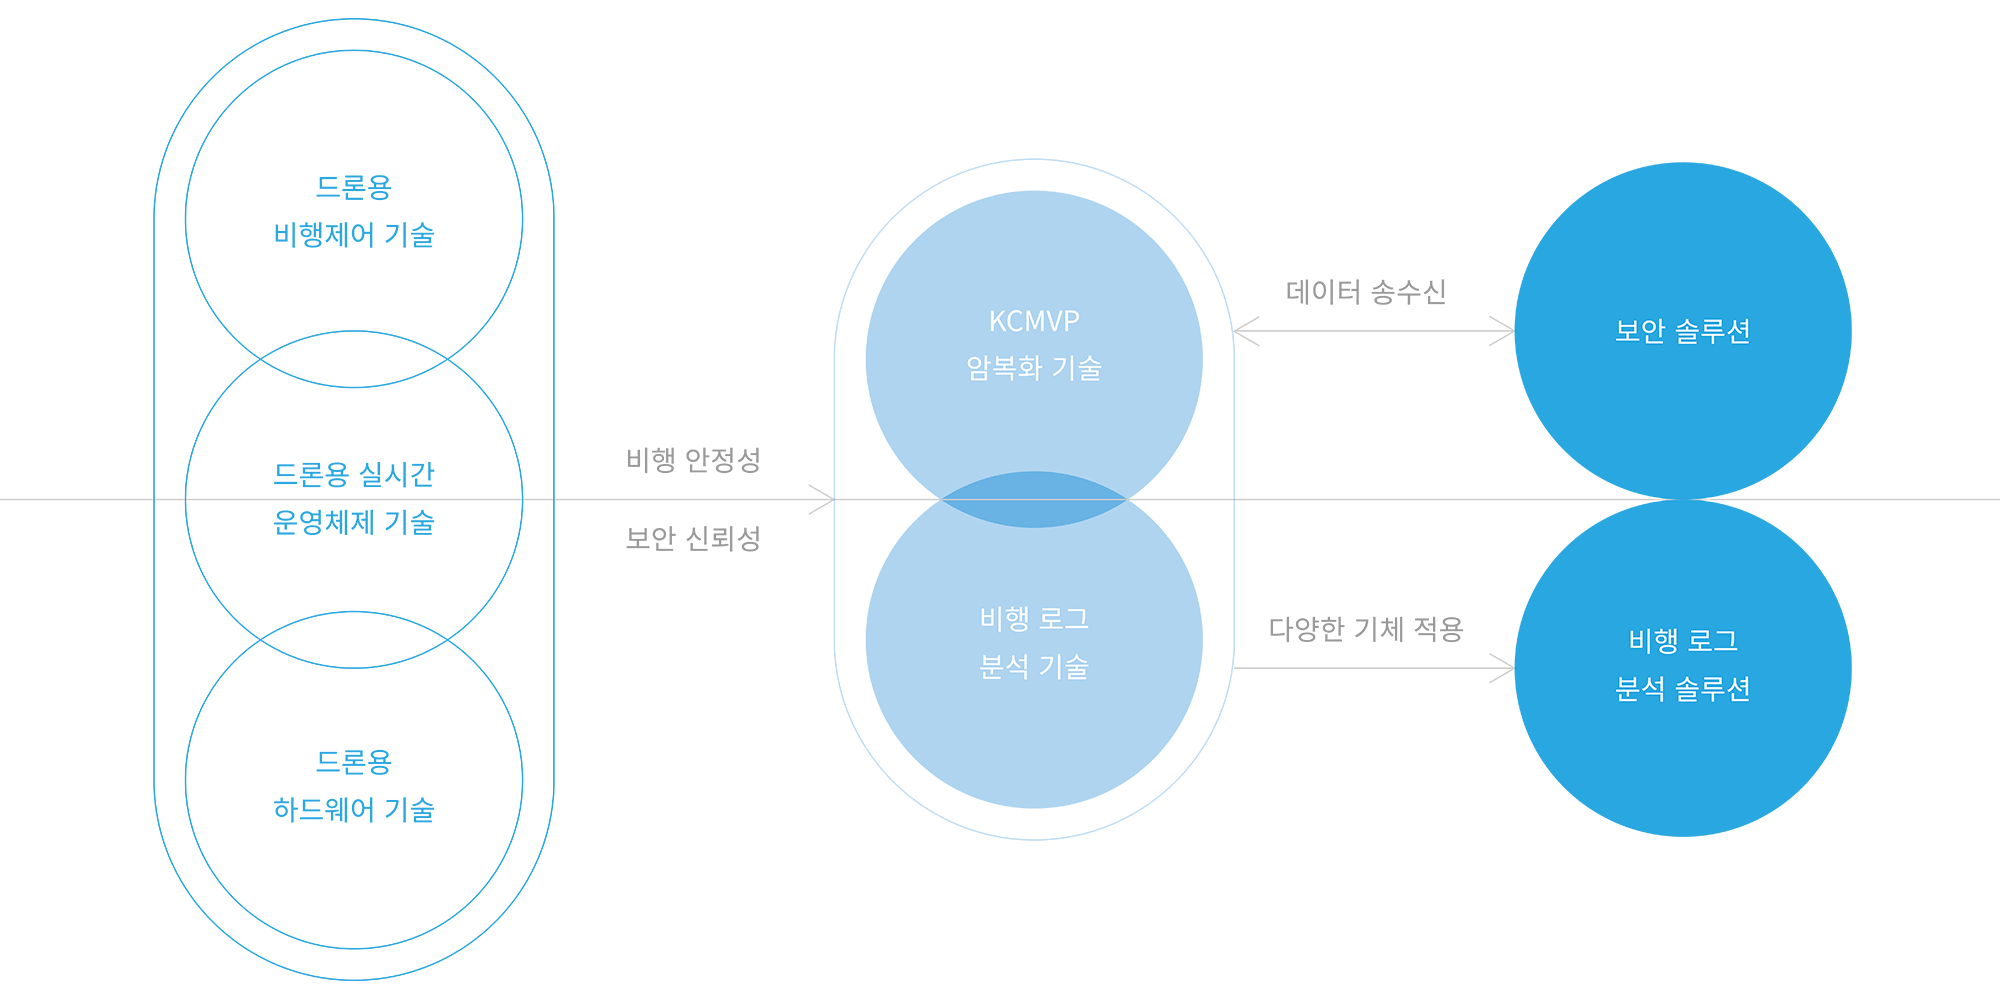 드론용
비행제어 기술
드론용 실시간
운영체제 기술
드론용
하드웨어 기술
비행 안정성
보안 신뢰성
KCMVP
암복화 기술
비행 로그
분석 기술
데이터 송수신
다양한 기체 적용
보안 솔루션
비행 로그
분석 솔루션